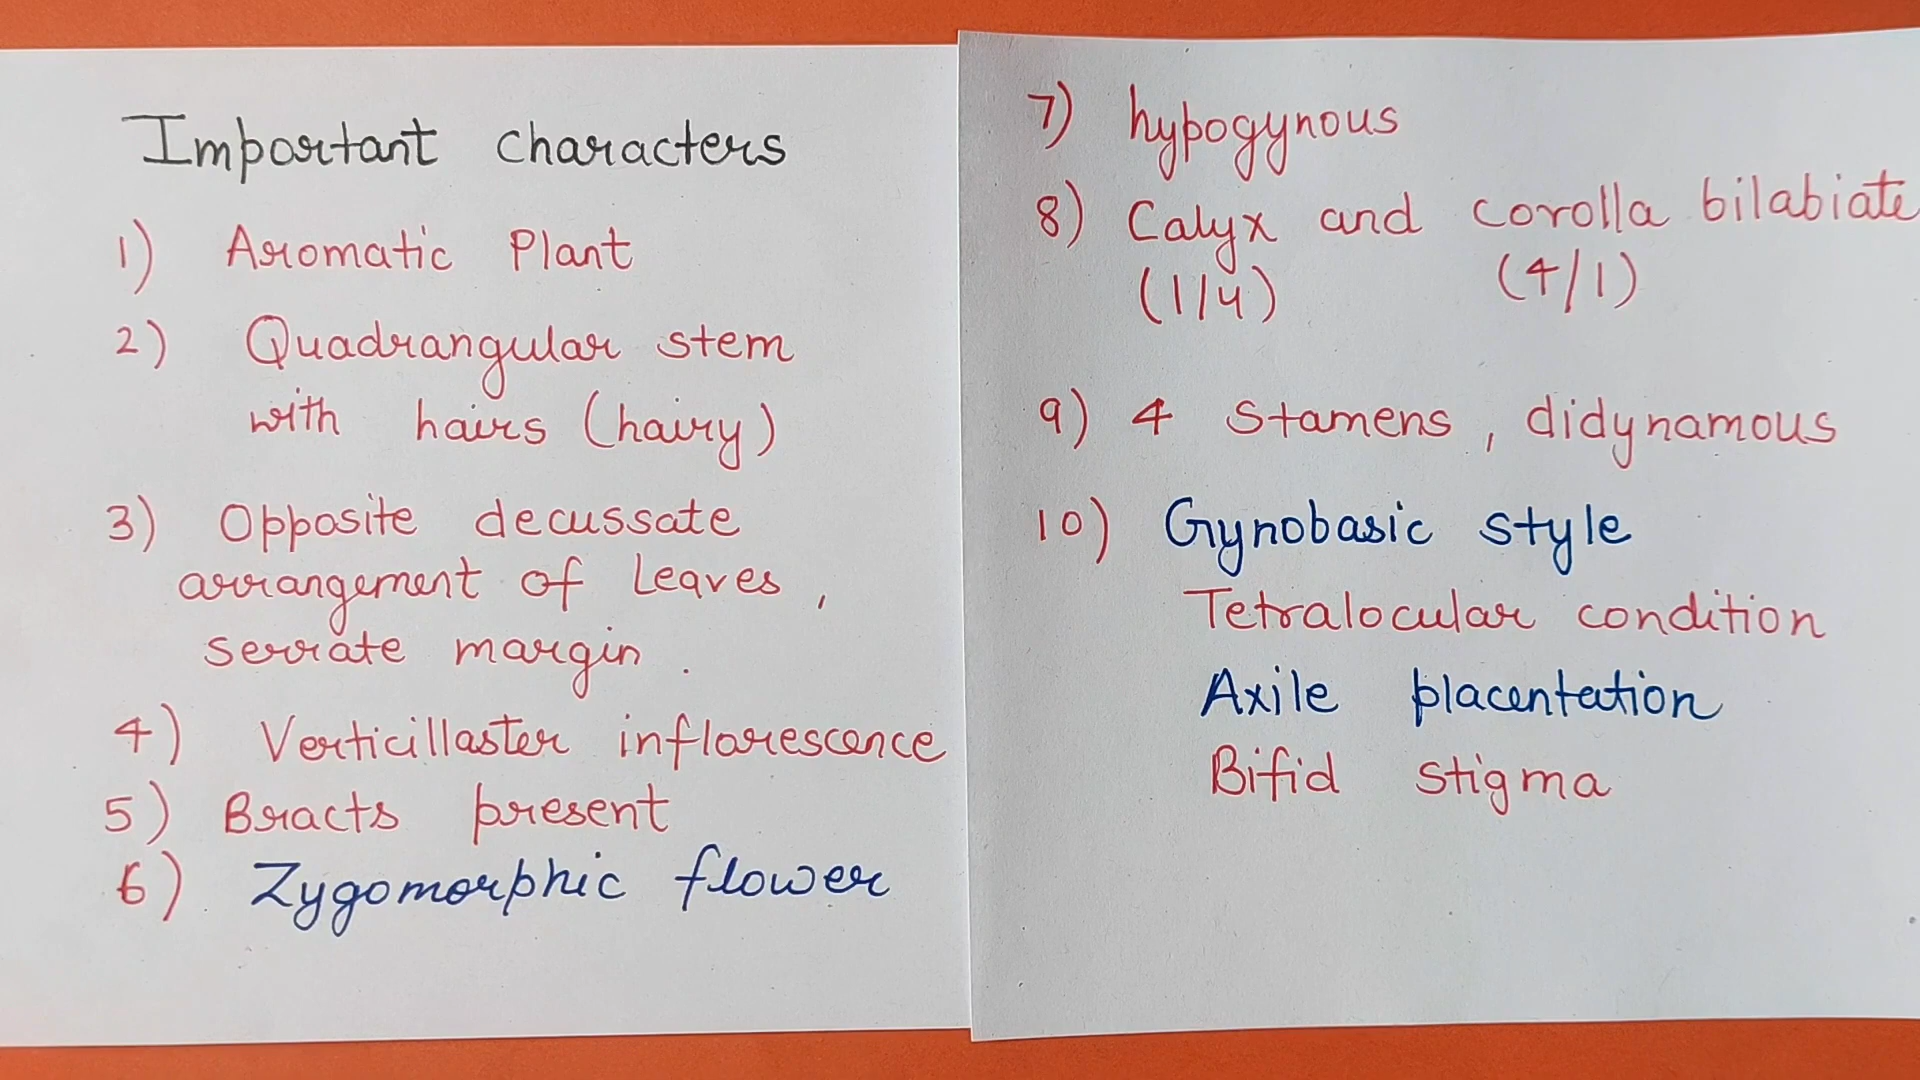 Important characters
1) Aromatic Plant
2) Quadrangular stem
with hairs (hairy)
3) Opposite decussate
arrangement of Leaves,
serrate margin.
4) Verticillaster inflorescence
5) Bracts present
6) Zygomorphic flower
7) hypogynous
8) Calyx and corolla bilabiate
(1/4) (4/1)
9) 4 stamens, didynamous
10) Gynobasic style
Tetralocular condition
Axile placentation
Bifid stigma